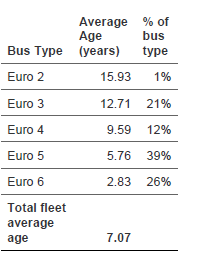 Bus Type Average Age (years) % of bus type
Euro 2 15.93 1%
Euro 3 12.71 21%
Euro 4 9.59 12%
Euro 5 5.76 39%
Euro 6 2.83 26%
Total fleet average age 7.07